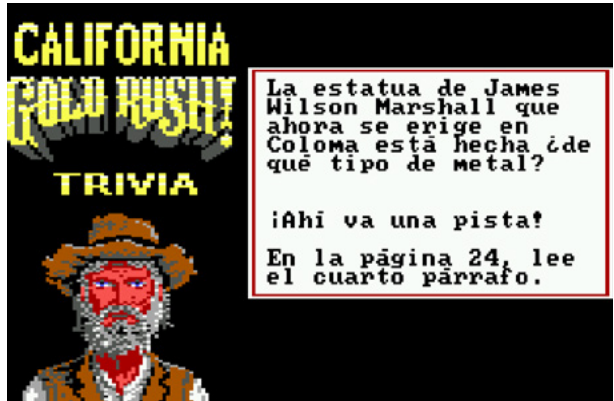 CALIFORNIA
GOLD RUSH!
TRIVIA
La estatua de James
Wilson Marshall que
ahora se erige en
Coloma está hecha ¿de
qué tipo de metal?
¡Ahí va una pista!
En la página 24, lee
el cuarto párrafo.